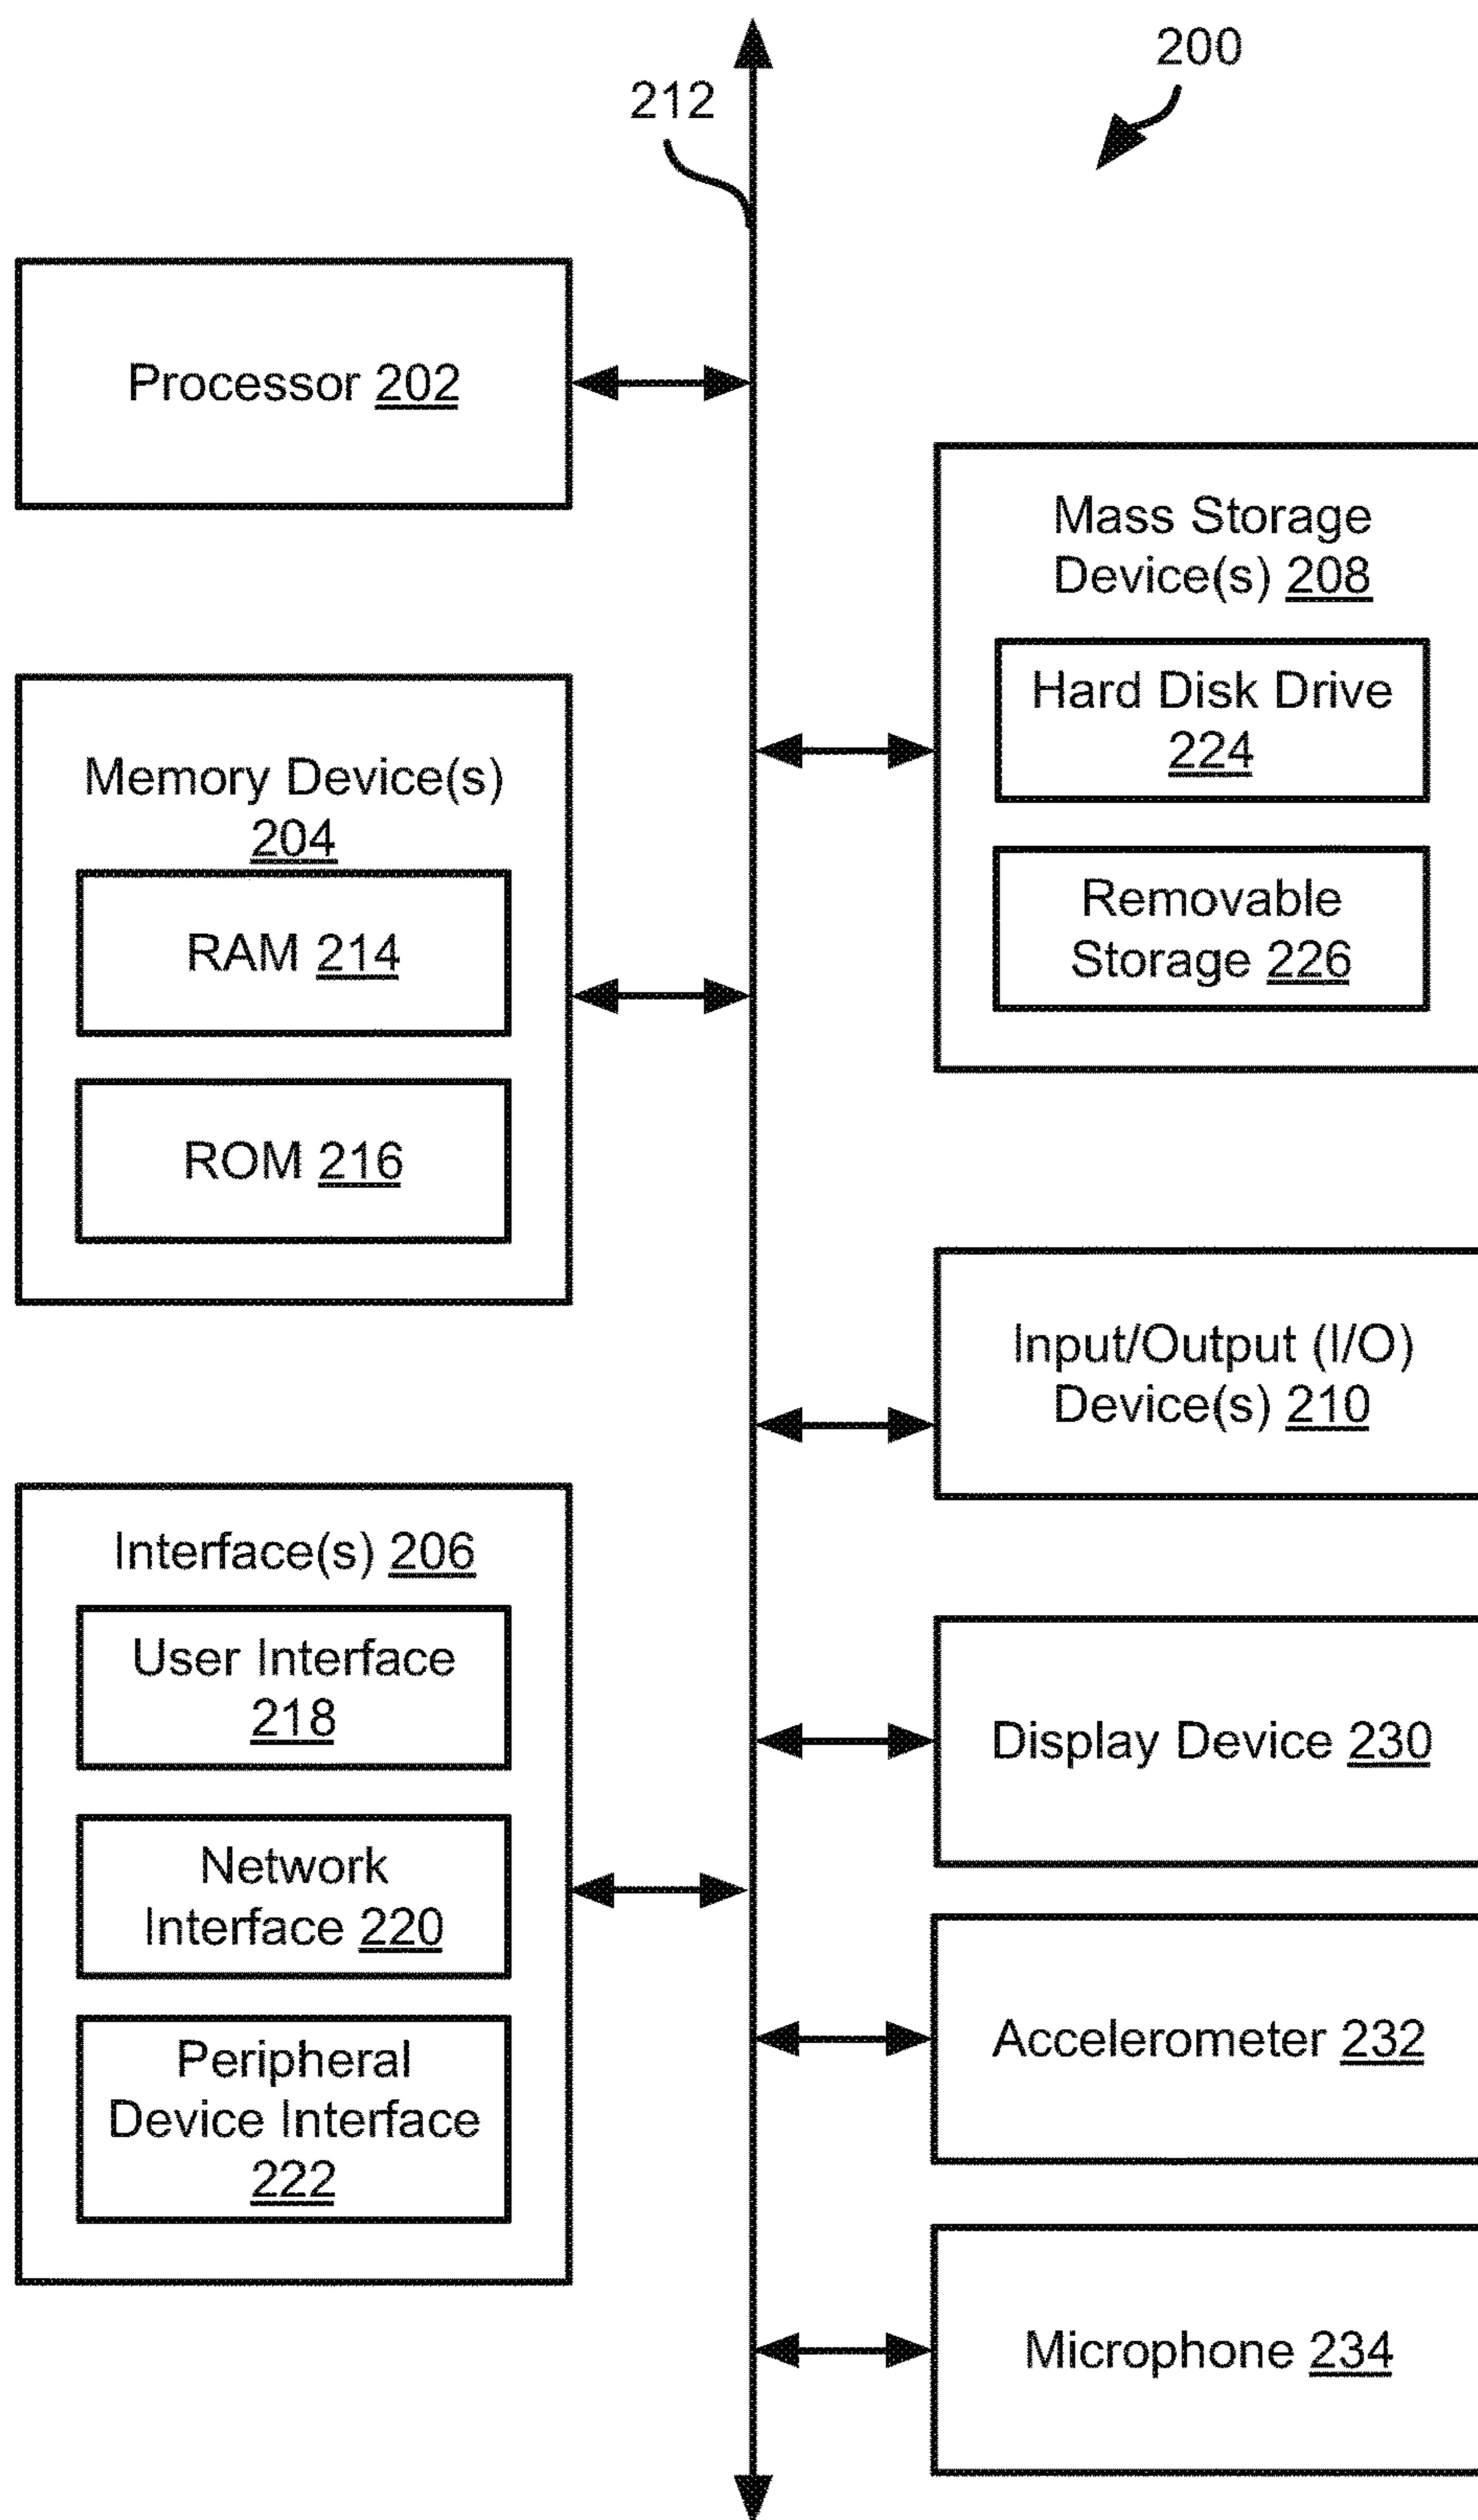 200
212
Processor 202
Mass Storage
Device(s) 208
Hard Disk Drive
224
Removable
Storage 226
Memory Device(s)
204
RAM 214
ROM 216
Input/Output (I/O)
Device(s) 210
Interface(s) 206
User Interface
218
Network
Interface 220
Peripheral
Device Interface
222
Display Device 230
Accelerometer 232
Microphone 234